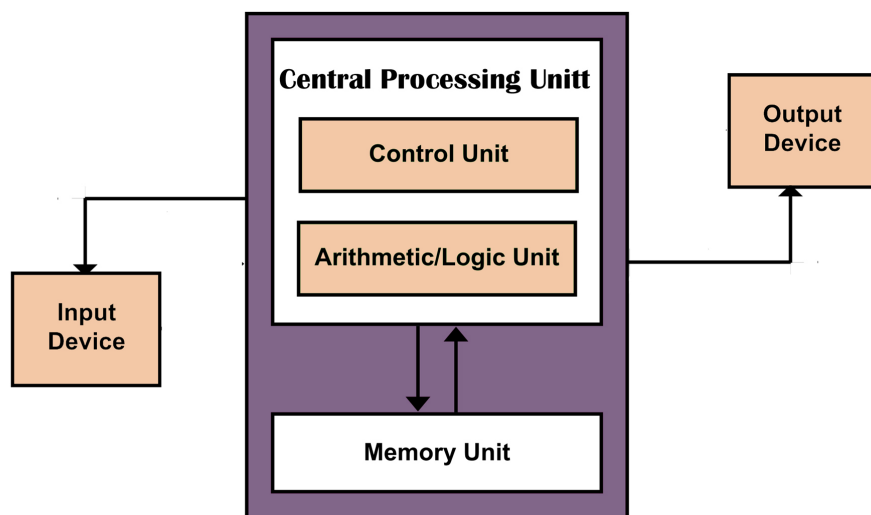 Central Processing Unitt
Control Unit
Arithmetic/Logic Unit
Memory Unit
Input
Device
Output
Device